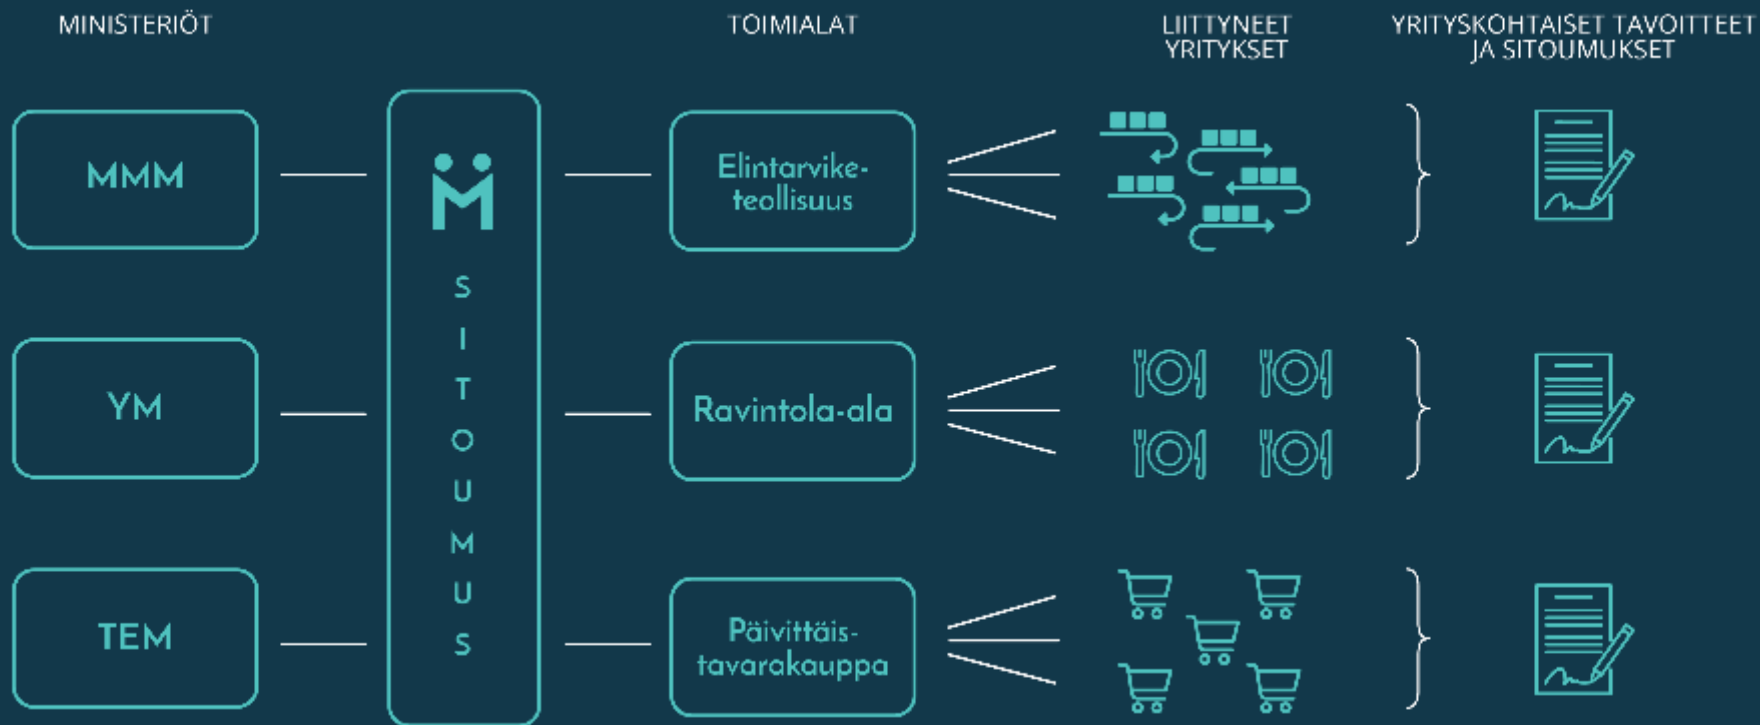 MINISTERIÖT
TOIMIALAT
LIITTYNEET
YRITYKSET
YRITYSKOHTAISET TAVOITTEET
JA SITOUMUKSET
MMM
SITOUMUS
Elintarvike-
teollisuus
YM
Ravintola-ala
TEM
Päivittäis-
tavarakauppa